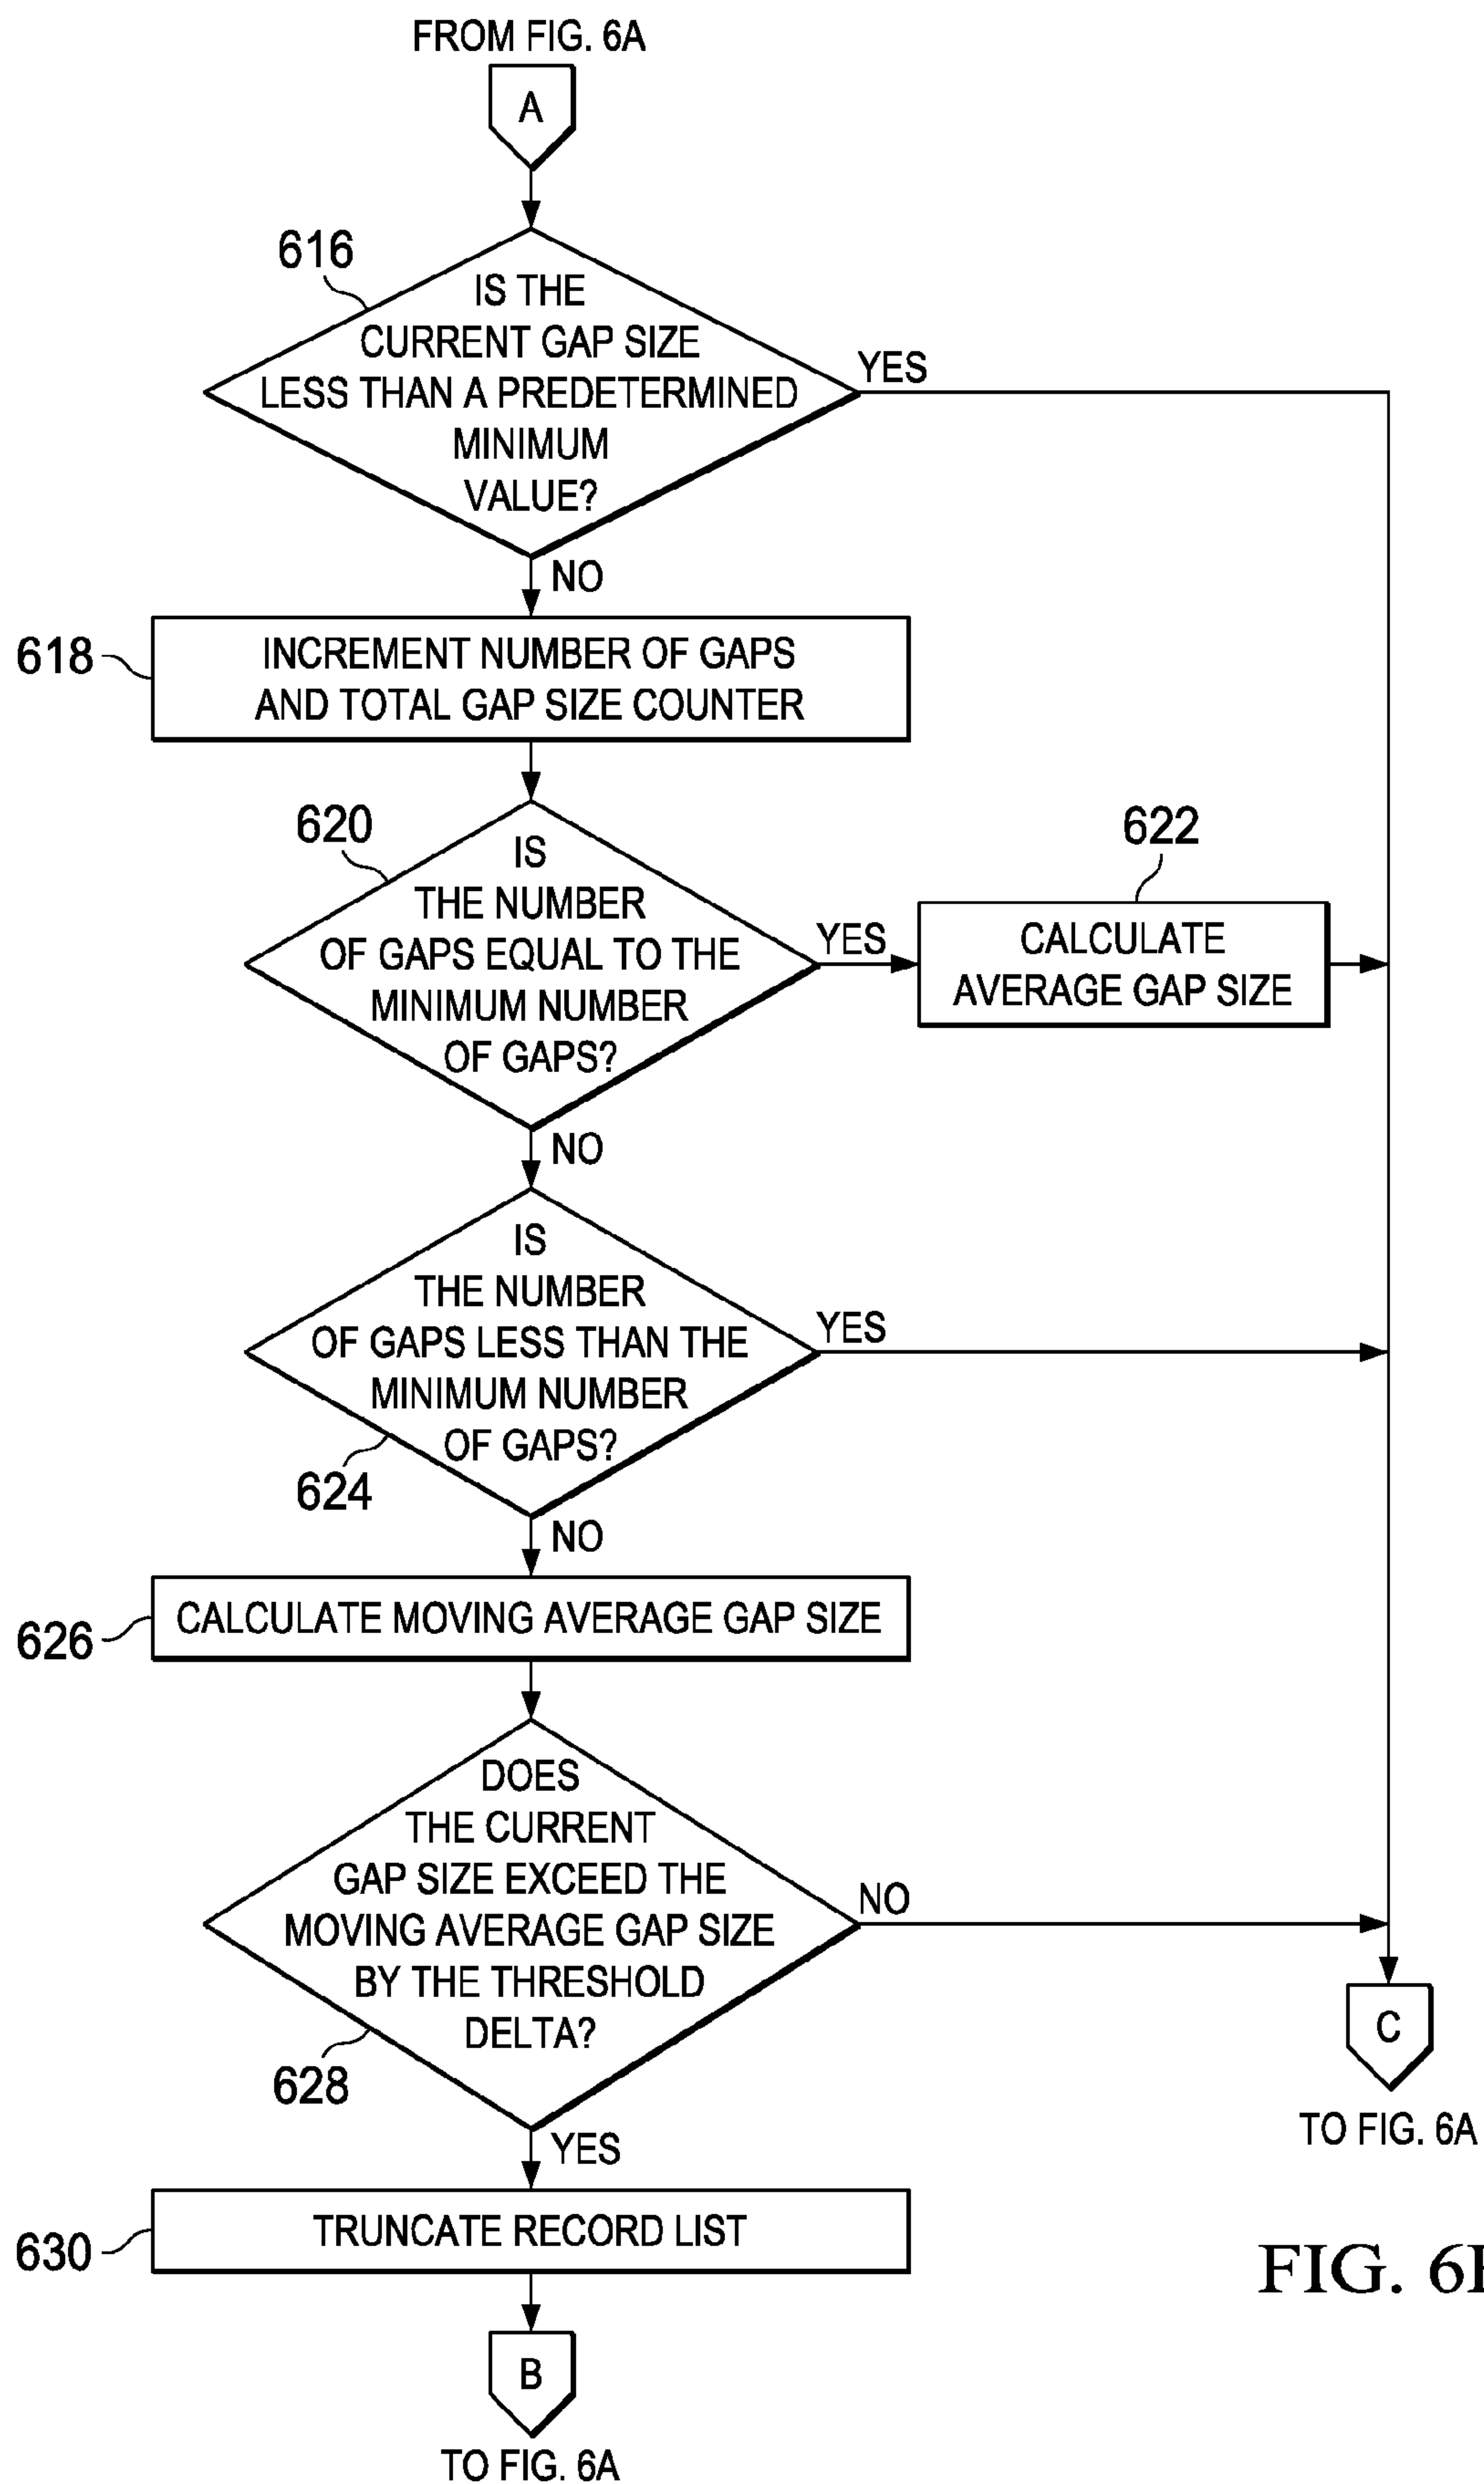 FROM FIG. 6A
A
616
IS THE
CURRENT GAP SIZE
LESS THAN A PREDETERMINED
MINIMUM
VALUE?
YES
NO
618
INCREMENT NUMBER OF GAPS
AND TOTAL GAP SIZE COUNTER
620
IS
THE NUMBER
OF GAPS EQUAL TO THE
MINIMUM NUMBER
OF GAPS?
YES
622
CALCULATE
AVERAGE GAP SIZE
NO
IS
THE NUMBER
OF GAPS LESS THAN THE
MINIMUM NUMBER
OF GAPS?
YES
624
NO
626
CALCULATE MOVING AVERAGE GAP SIZE
DOES
THE CURRENT
GAP SIZE EXCEED THE
MOVING AVERAGE GAP SIZE
BY THE THRESHOLD
DELTA?
NO
628
C
TO FIG. 6A
YES
630
TRUNCATE RECORD LIST
B
TO FIG. 6A
FIG.